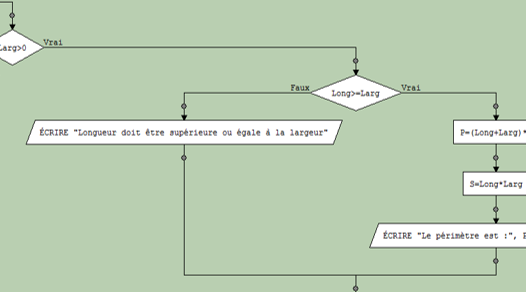 Larg>0
Vrai
Long>=Larg
Faux
Vrai
ÉCRIRE "Longueur doit être supérieure ou égale à la largeur"
P=(Long+Larg)*
S=Long*Larg
ÉCRIRE "Le périmètre est :", P